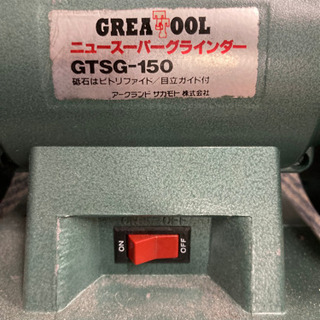 GREATOOL
ニュースーパーグラインダー
GTSG-150
砥石はビトリファイド/目立ガイド付
アークランド サカモト 株式会社
ON
OFF